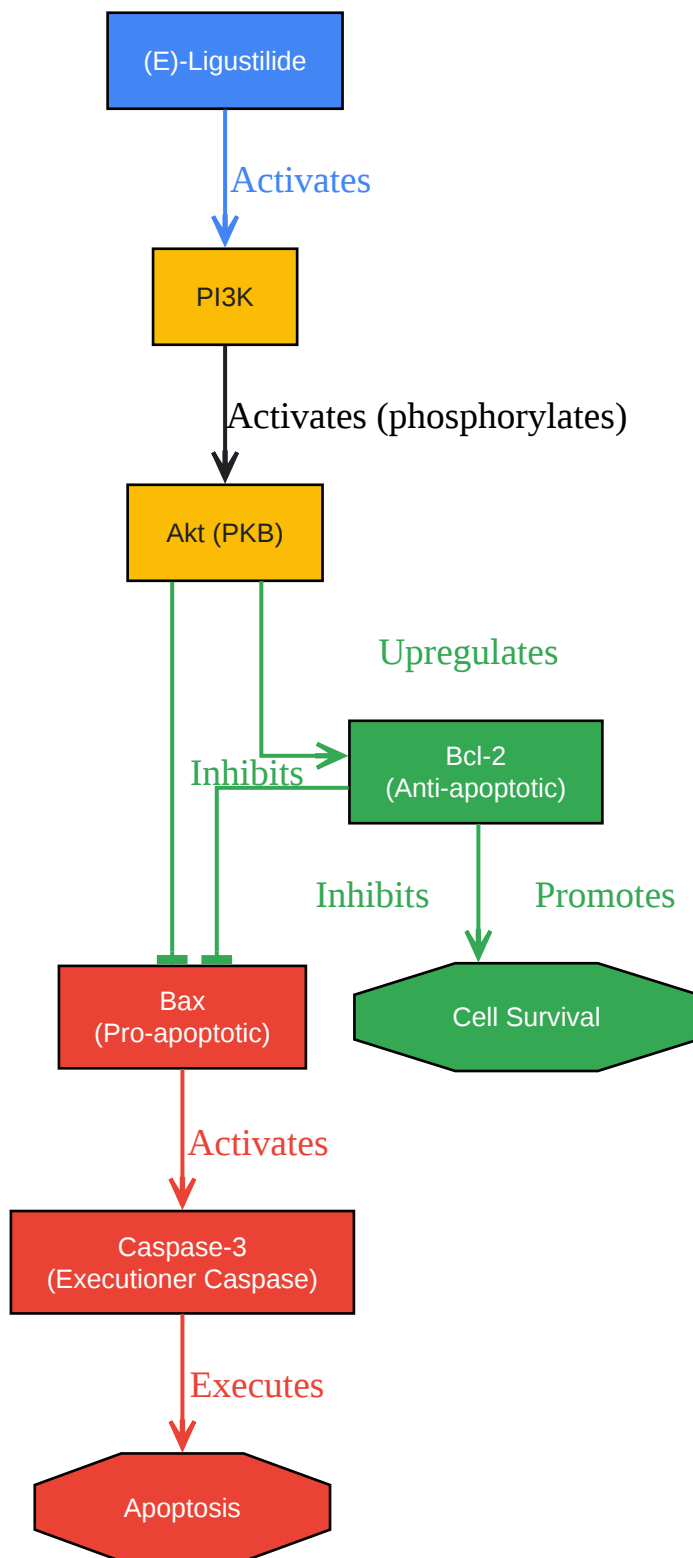 (E)-Ligustilide
Activates
PI3K
Activates (phosphorylates)
Akt (PKB)
Upregulates
Bcl-2
(Anti-apoptotic)
Inhibits
Inhibits
Promotes
Bax
(Pro-apoptotic)
Cell Survival
Activates
Caspase-3
(Executioner Caspase)
Executes
Apoptosis